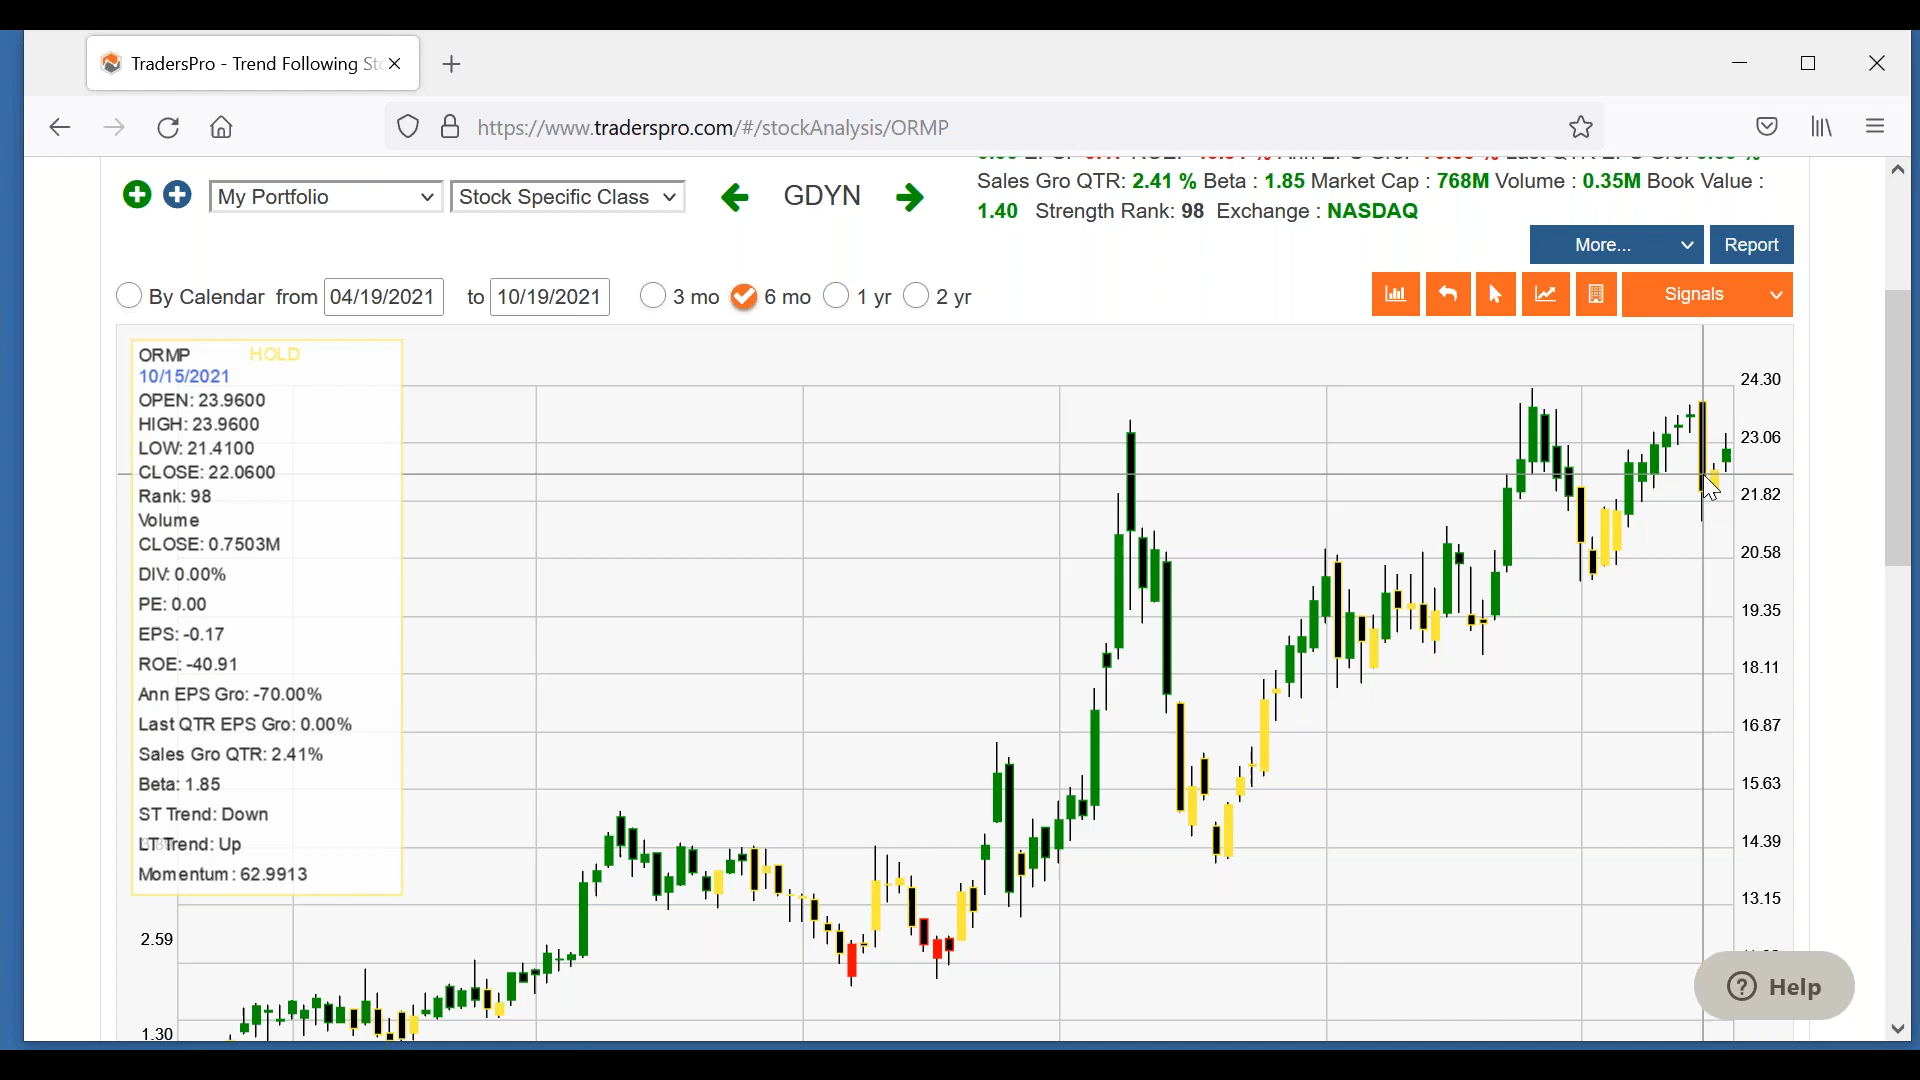 TradersPro - Trend Following Sto
https://www.traderspro.com/#/stockAnalysis/ORMP
My Portfolio
Stock Specific Class
GDYN
Sales Gro QTR: 2.41 % Beta : 1.85 Market Cap : 768M Volume : 0.35M Book Value :
1.40 Strength Rank: 98 Exchange : NASDAQ
More...
Report
By Calendar from 04/19/2021 to 10/19/2021 3 mo 6 mo 1 yr 2 yr
Signals
ORMP HOLD
10/15/2021
OPEN: 23.9600
HIGH: 23.9600
LOW: 21.4100
CLOSE: 22.0600
Rank: 98
Volume
CLOSE: 0.7503M
DIV: 0.00%
PE: 0.00
EPS: -0.17
ROE: -40.91
Ann EPS Gro: -70.00%
Last QTR EPS Gro: 0.00%
Sales Gro QTR: 2.41%
Beta: 1.85
ST Trend: Down
LT Trend: Up
Momentum: 62.9913
2.59
1.30
24.30
23.06
21.82
20.58
19.35
18.11
16.87
15.63
14.39
13.15
Help